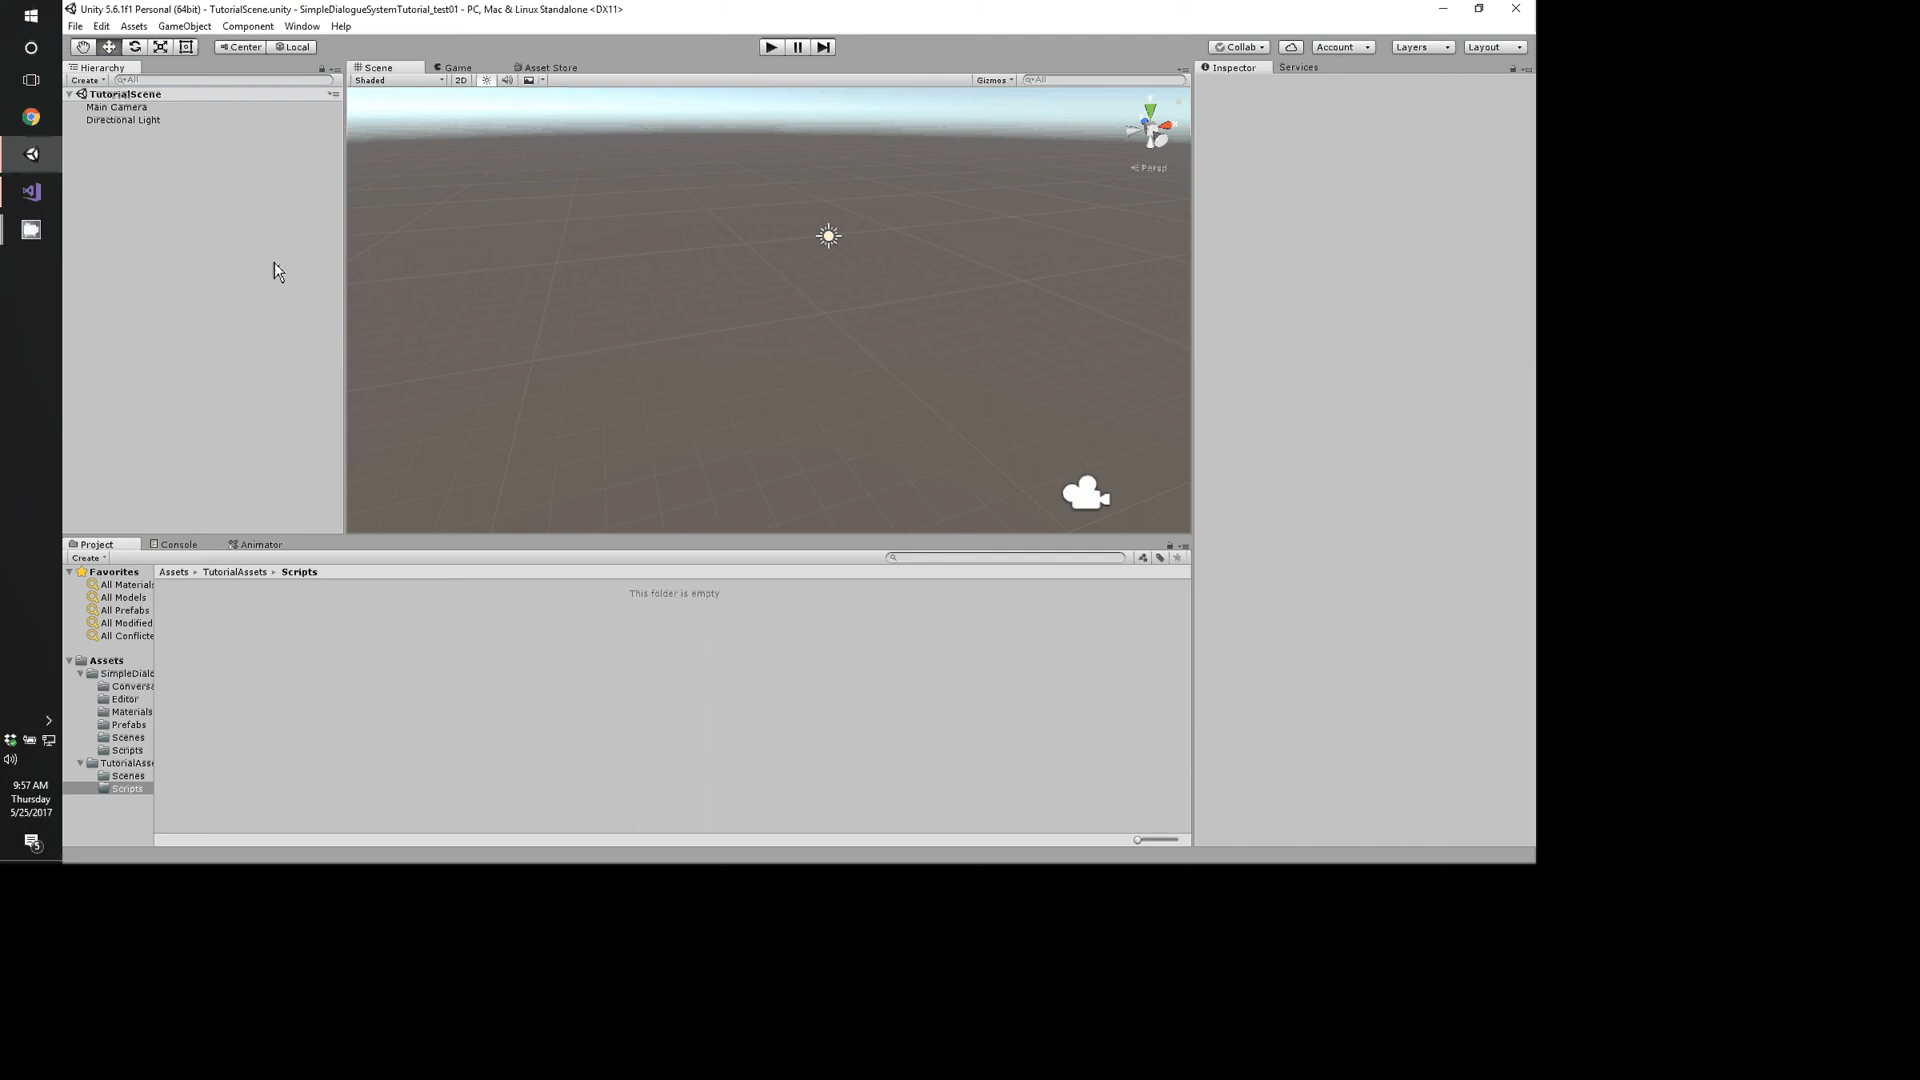 Unity 5.6.1f1 Personal (64bit) - TutorialScene.unity - SimpleDialogueSystemTutorial_test01 - PC, Mac & Linux Standalone <DX11>
File Edit Assets GameObject Component Window Help
Center Local
Collab Account Layers Layout
Hierarchy
Create All
TutorialScene
Main Camera
Directional Light
Scene Game Asset Store
Shaded 2D Gizmos All
Persp
Inspector Services
Project Console Animator
Create
Favorites
All Materials
All Models
All Prefabs
All Modified
All Conflicte
Assets
SimpleDialo
Conversa
Editor
Materials
Prefabs
Scenes
Scripts
TutorialAsse
Scenes
Scripts
Assets TutorialAssets Scripts
This folder is empty
9:57 AM
Thursday
5/25/2017
5